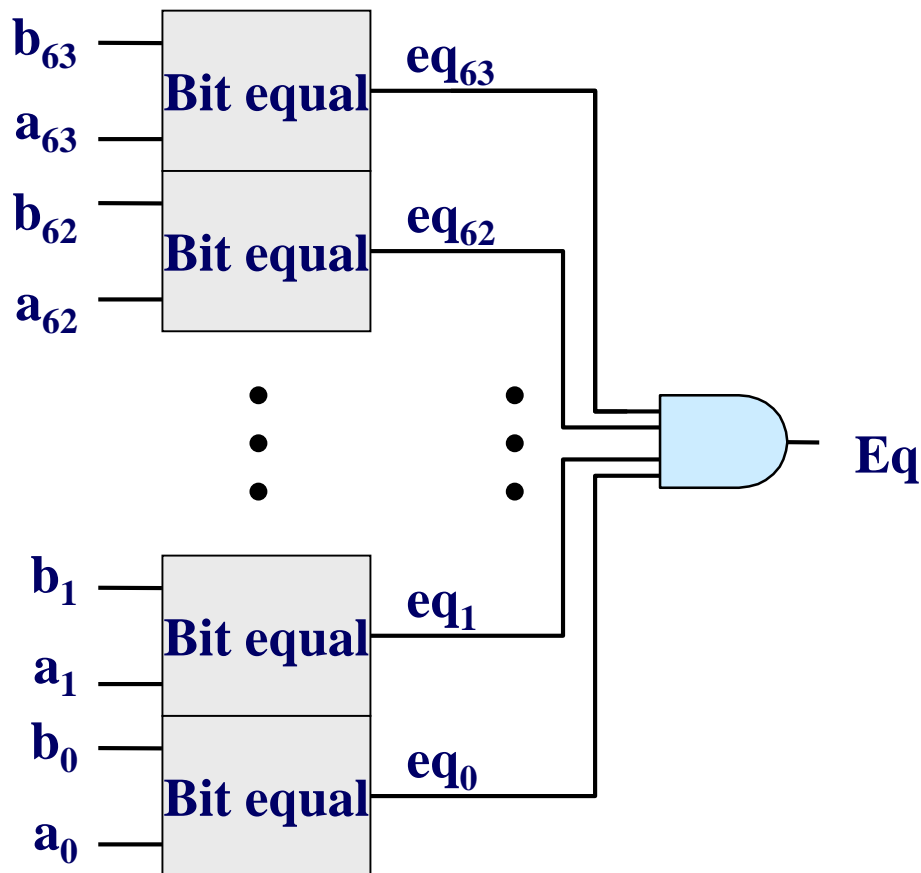 b₆₃
eq₆₃
Bit equal
a₆₃
b₆₂
eq₆₂
Bit equal
a₆₂
Eq
b₁
eq₁
Bit equal
a₁
b₀
eq₀
Bit equal
a₀